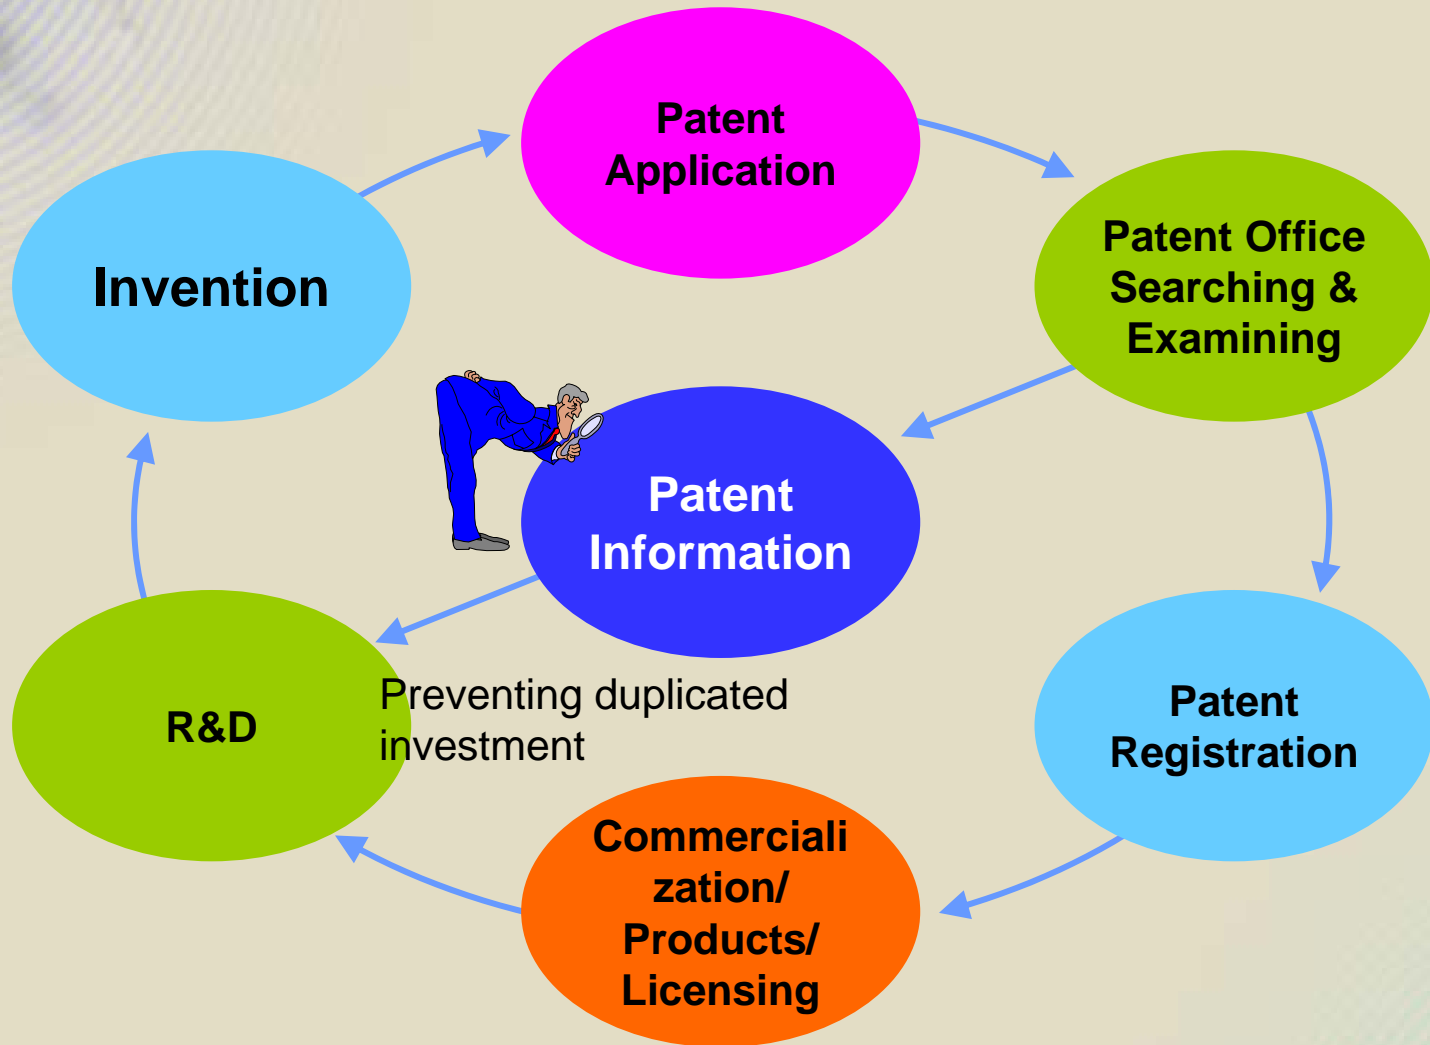 Patent
Application
Invention
Patent Office
Searching &
Examining
Patent
Information
Preventing duplicated
investment
R&D
Patent
Registration
Commerciali
zation/
Products/
Licensing